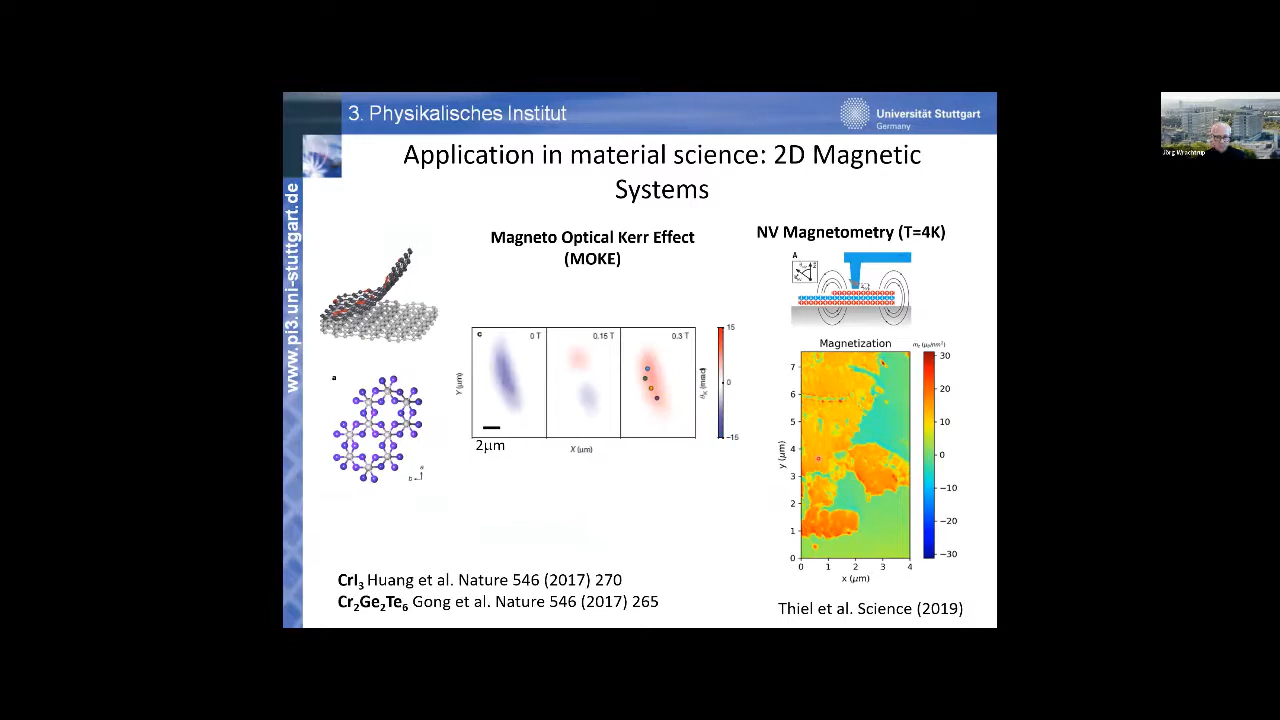 3. Physikalisches Institut
Universität Stuttgart
Germany
www.pi3.uni-stuttgart.de
Application in material science: 2D Magnetic
Systems
Magneto Optical Kerr Effect
(MOKE)
NV Magnetometry (T=4K)
A
a
b
a
c
0 T
0.15 T
0.3 T
Y (μm)
X (μm)
2μm
15
0
−15
Magnetization
30
20
10
0
−10
−20
−30
7
6
5
4
3
2
1
0
y (μm)
0 1 2 3 4
x (μm)
CrI3 Huang et al. Nature 546 (2017) 270
Cr2Ge2Te6 Gong et al. Nature 546 (2017) 265
Thiel et al. Science (2019)
Jörg Wrachtrup